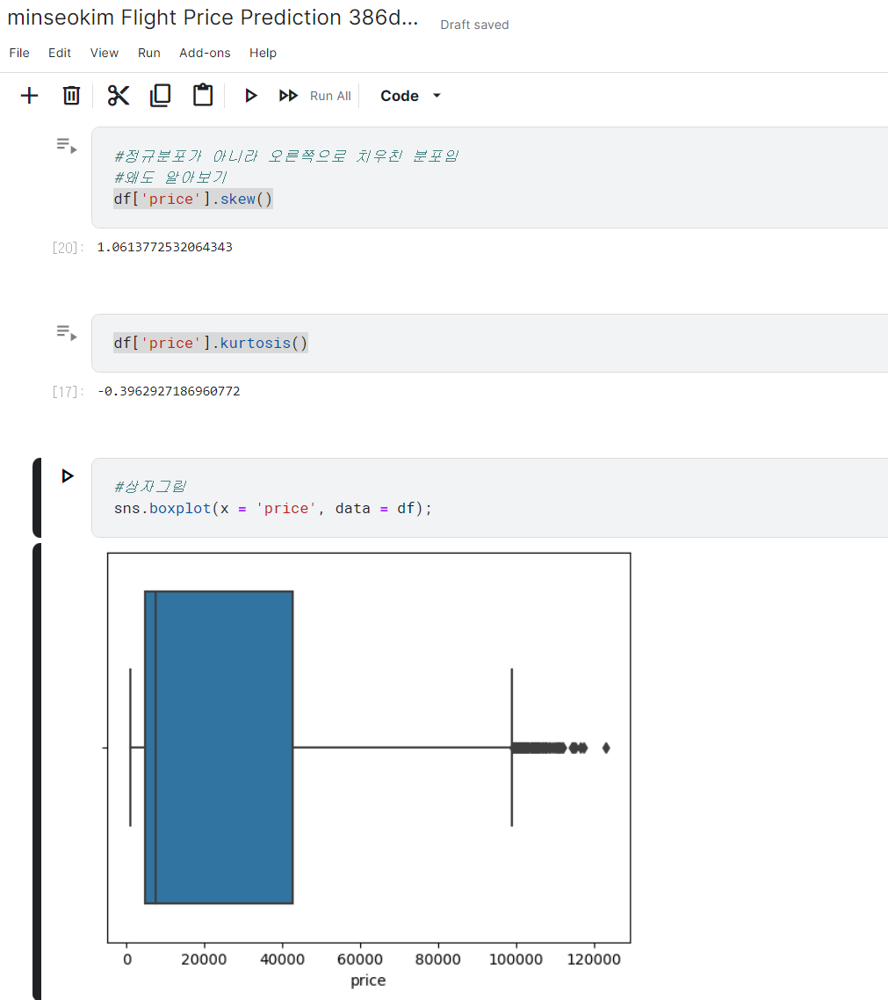 minseokim Flight Price Prediction 386d...
Draft saved
File Edit View Run Add-ons Help
Run All Code
#정규분포가 아니라 오른쪽으로 치우친 분포임
#왜도 알아보기
df['price'].skew()
[20]: 1.0613772532064343
df['price'].kurtosis()
[17]: -0.3962927186960772
#상자그림
sns.boxplot(x = 'price', data = df);
0 20000 40000 60000 80000 100000 120000
price